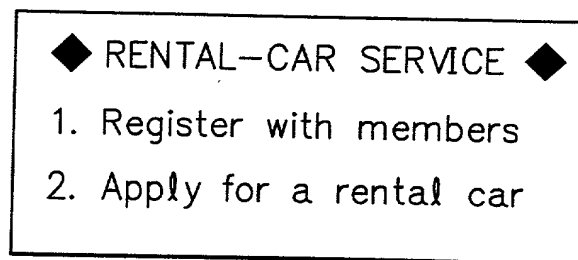 ◆ RENTAL-CAR SERVICE ◆
1. Register with members
2. Apply for a rental car